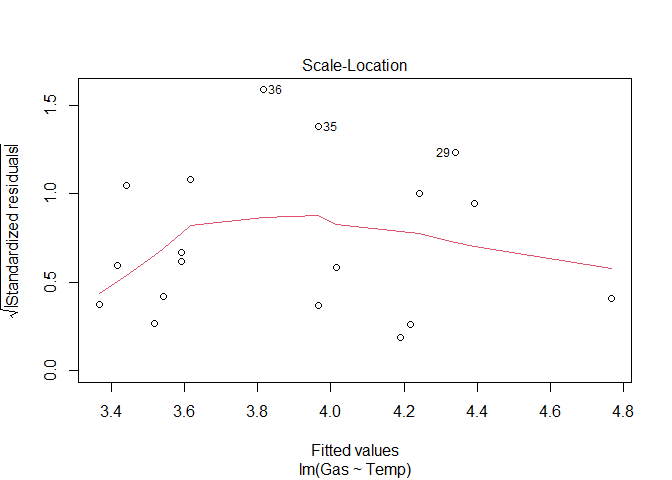 Scale-Location
√|Standardized residuals|
1.5
1.0
0.5
0.0
36
35
29
3.4 3.6 3.8 4.0 4.2 4.4 4.6 4.8
Fitted values
lm(Gas ~ Temp)